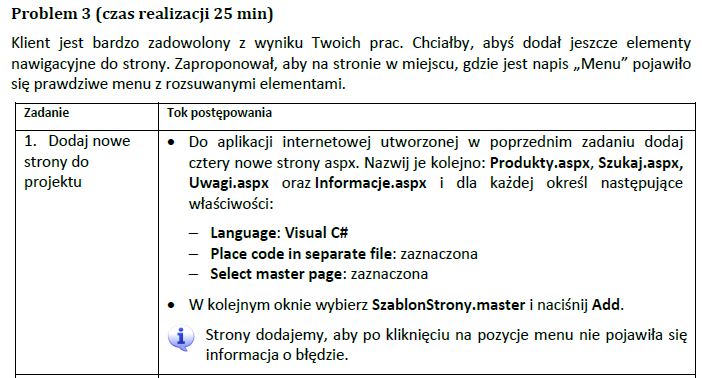 Problem 3 (czas realizacji 25 min)
Klient jest bardzo zadowolony z wyniku Twoich prac. Chciałby, abyś dodał jeszcze elementy
nawigacyjne do strony. Zaproponował, aby na stronie w miejscu, gdzie jest napis „Menu” pojawiło
się prawdziwe menu z rozsuwanymi elementami.
Zadanie
Tok postępowania
1. Dodaj nowe
strony do
projektu
• Do aplikacji internetowej utworzonej w poprzednim zadaniu dodaj
cztery nowe strony aspx. Nazwij je kolejno: Produkty.aspx, Szukaj.aspx,
Uwagi.aspx oraz Informacje.aspx i dla każdej określ następujące
właściwości:
– Language: Visual C#
– Place code in separate file: zaznaczona
– Select master page: zaznaczona
• W kolejnym oknie wybierz SzablonStrony.master i naciśnij Add.
Strony dodajemy, aby po kliknięciu na pozycje menu nie pojawiła się
informacja o błędzie.